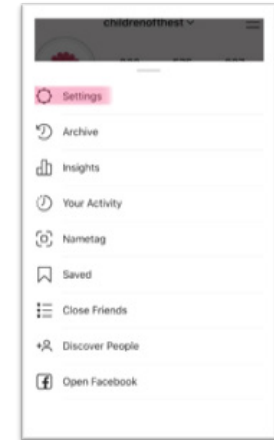 childrenofthest
Settings
Archive
Insights
Your Activity
Nametag
Saved
Close Friends
Discover People
Open Facebook